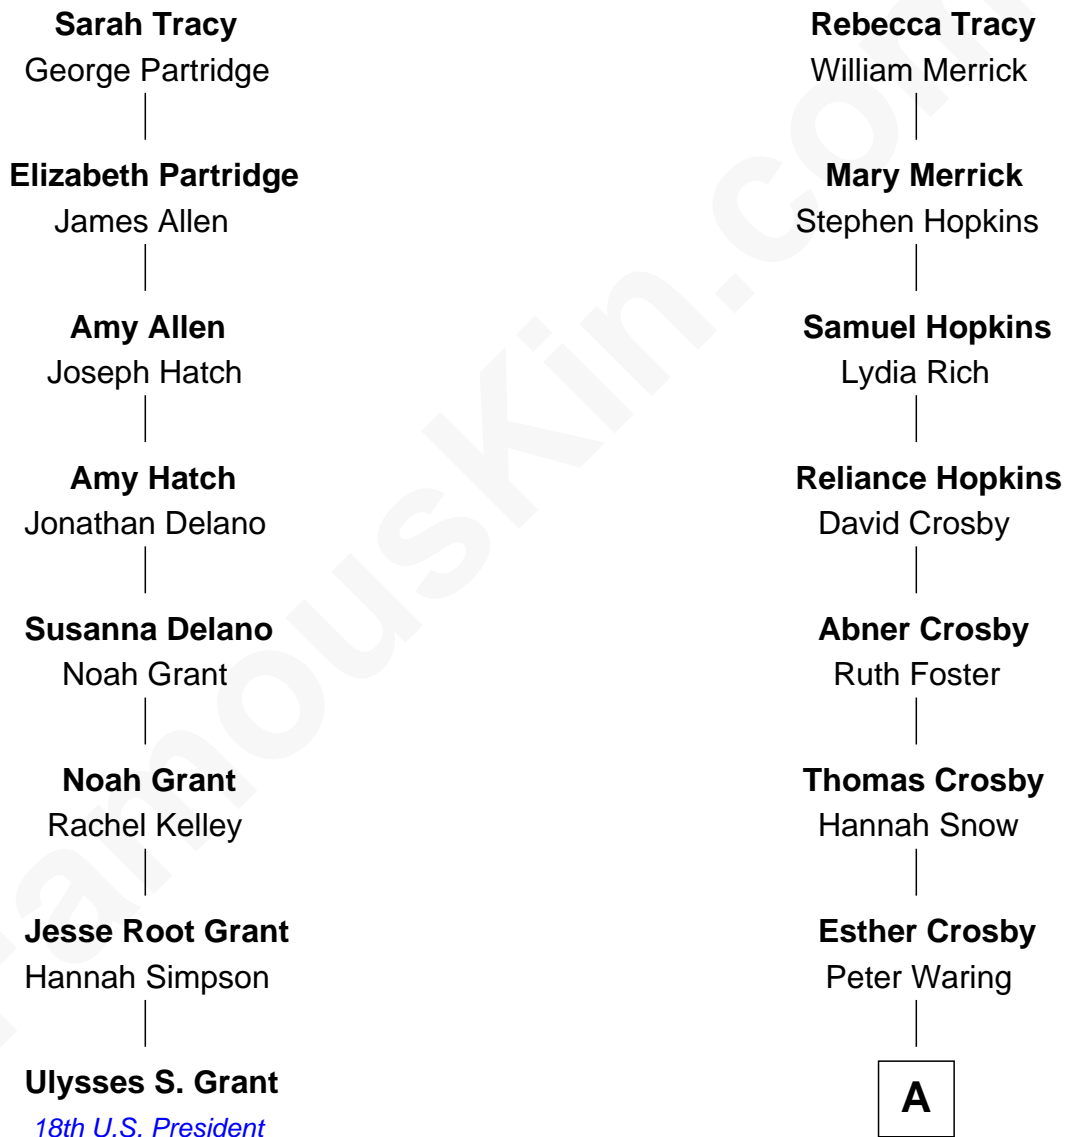 Sarah Tracy
George Partridge
Elizabeth Partridge
James Allen
Amy Allen
Joseph Hatch
Amy Hatch
Jonathan Delano
Susanna Delano
Noah Grant
Noah Grant
Rachel Kelley
Jesse Root Grant
Hannah Simpson
Ulysses S. Grant
18th U.S. President
Rebecca Tracy
William Merrick
Mary Merrick
Stephen Hopkins
Samuel Hopkins
Lydia Rich
Reliance Hopkins
David Crosby
Abner Crosby
Ruth Foster
Thomas Crosby
Hannah Snow
Esther Crosby
Peter Waring
A
FamousKin.com